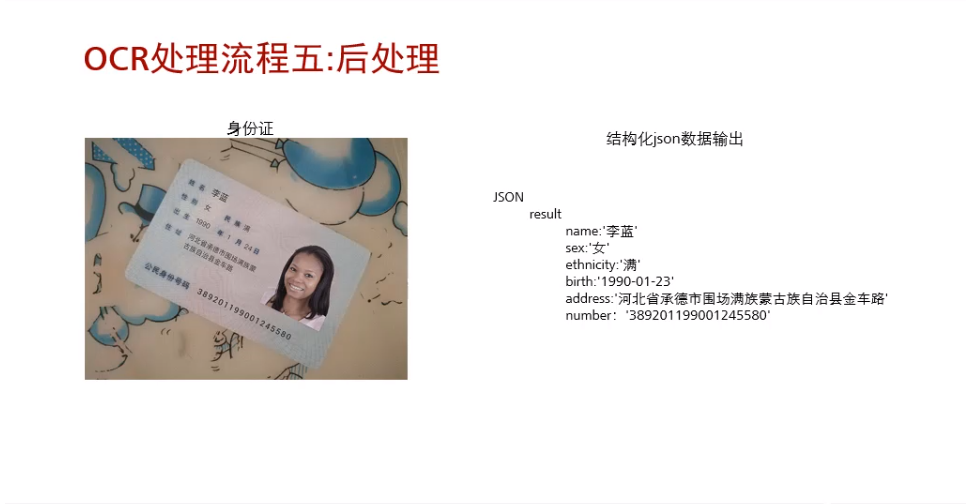 OCR处理流程五:后处理
身份证
结构化json数据输出
姓名 李蓝
性别 女 民族 满
出生 1990 年 1 月 24 日
住址 河北省承德市围场满族蒙
古族自治县金车路
公民身份号码 389201199001245580
JSON
result
name:'李蓝'
sex:'女'
ethnicity:'满'
birth:'1990-01-23'
address:'河北省承德市围场满族蒙古族自治县金车路'
number：'389201199001245580'